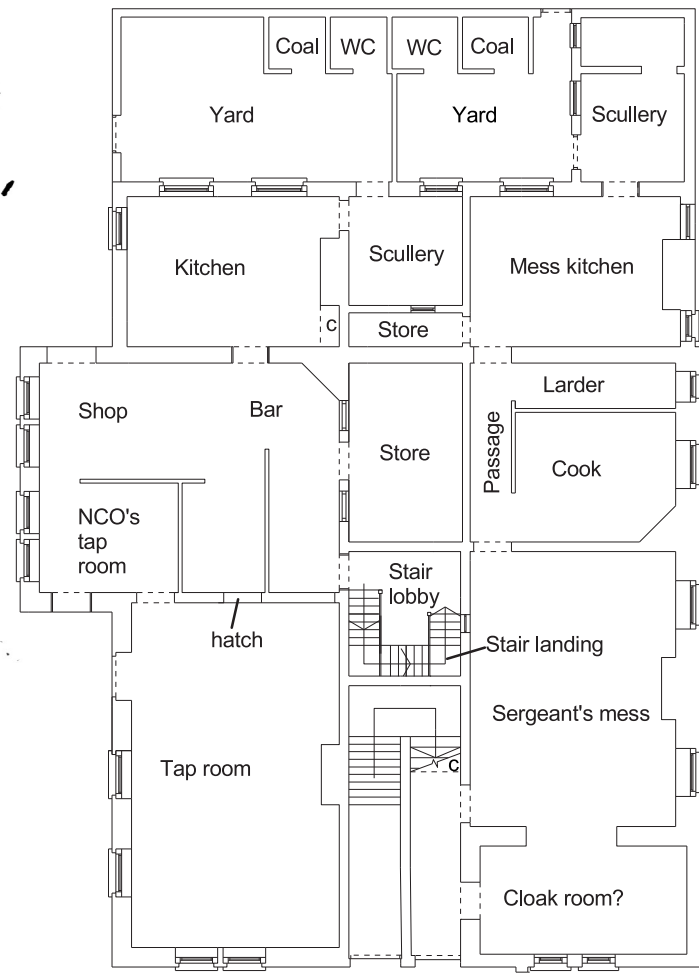 Coal
WC
WC
Coal
Yard
Yard
Scullery
Kitchen
Scullery
Mess kitchen
c
Store
Larder
Shop
Bar
Passage
Store
Cook
NCO's
tap
room
Stair
lobby
hatch
Stair landing
Sergeant's mess
Tap room
c
Cloak room?